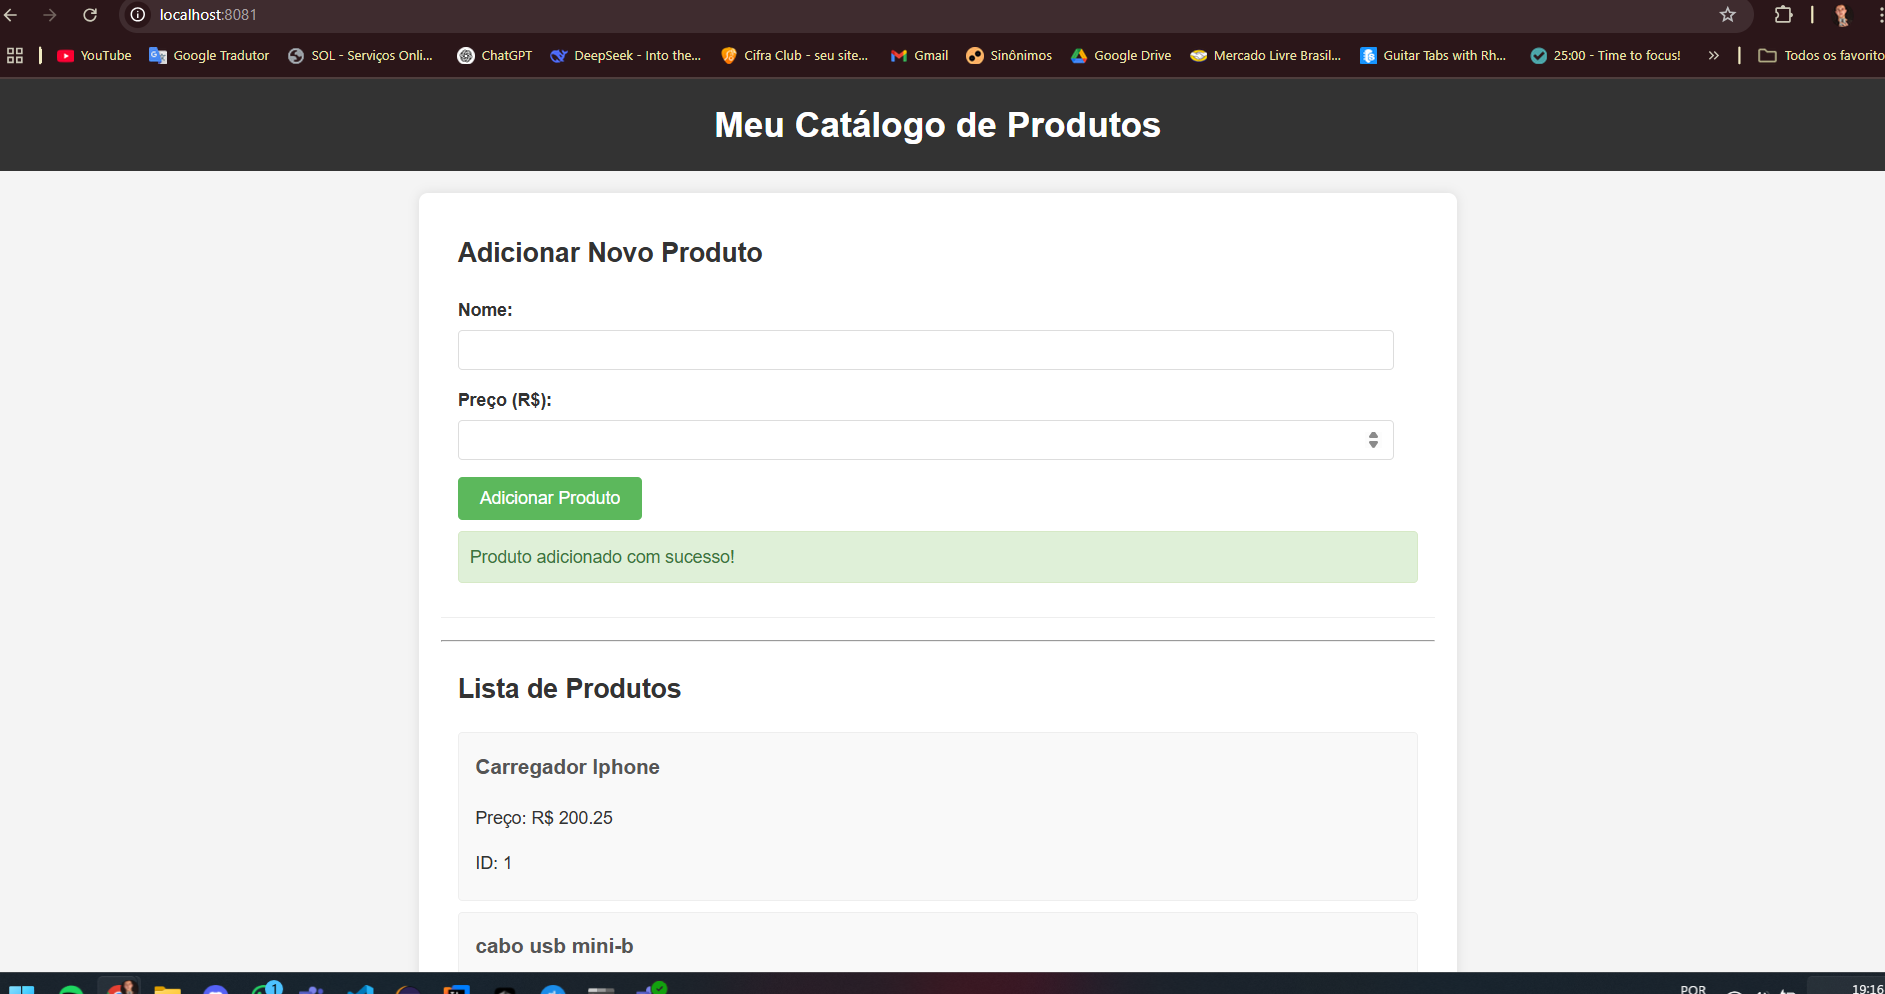 localhost:8081
YouTube Google Tradutor SOL - Serviços Onli... ChatGPT DeepSeek - Into the... Cifra Club - seu site... Gmail Sinônimos Google Drive Mercado Livre Brasil... Guitar Tabs with Rh... 25:00 - Time to focus! » Todos os favorito
Meu Catálogo de Produtos
Adicionar Novo Produto
Nome:
Preço (R$):
Adicionar Produto
Produto adicionado com sucesso!
Lista de Produtos
Carregador Iphone
Preço: R$ 200.25
ID: 1
cabo usb mini-b
1
POR
19:16